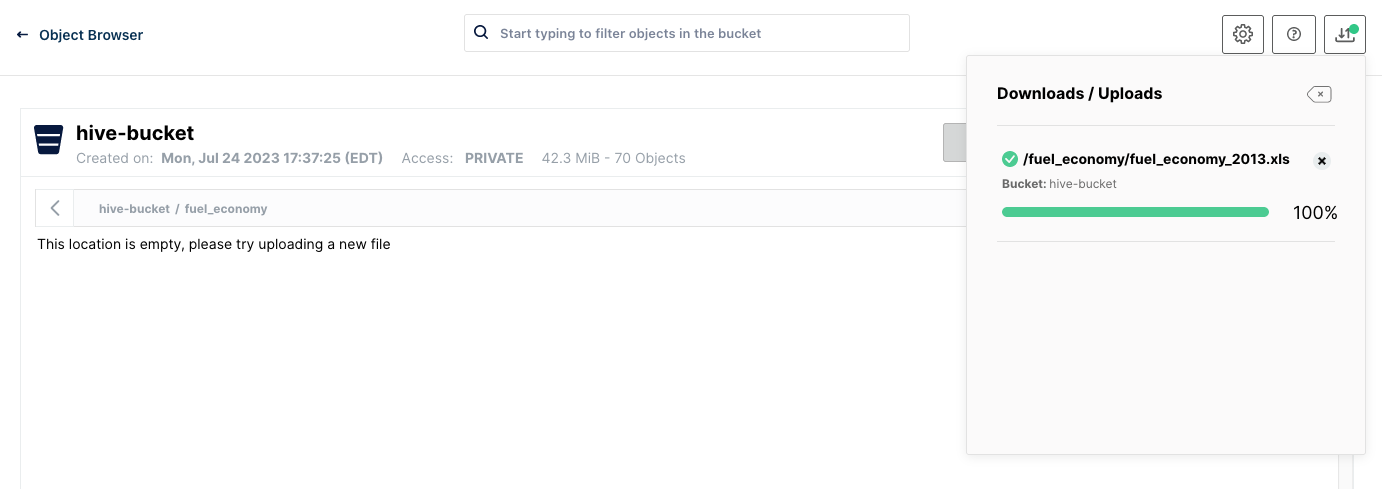 Object Browser
Start typing to filter objects in the bucket
Downloads / Uploads
hive-bucket
Created on: Mon, Jul 24 2023 17:37:25 (EDT) Access: PRIVATE 42.3 MiB - 70 Objects
/fuel_economy/fuel_economy_2013.xls
Bucket: hive-bucket
100%
hive-bucket / fuel_economy
This location is empty, please try uploading a new file